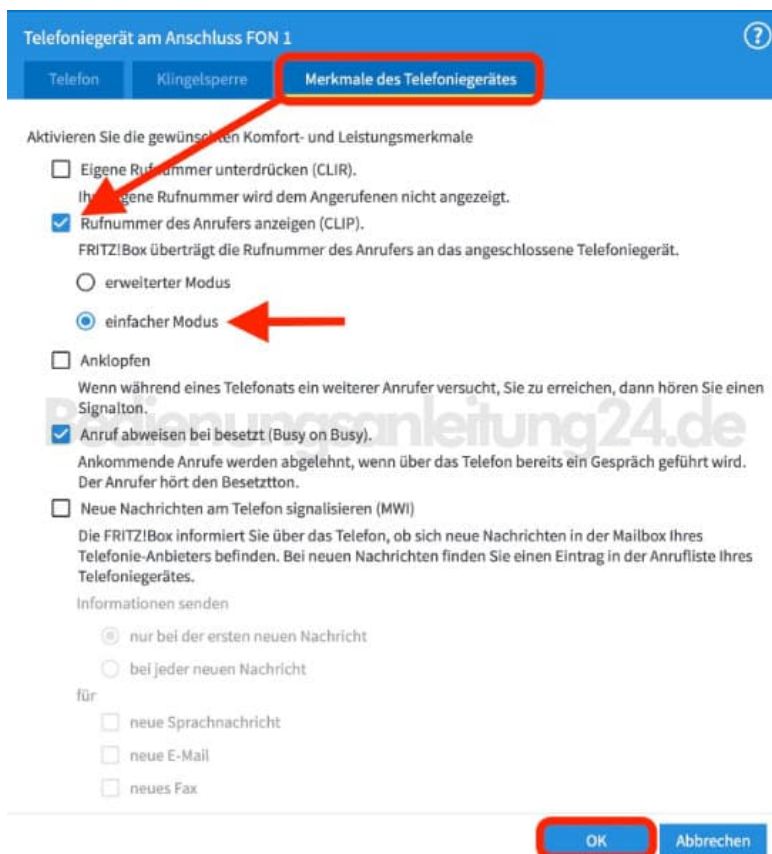 Telefoniegerät am Anschluss FON 1
?
Telefon
Klingelsperre
Merkmale des Telefoniegerätes
Aktivieren Sie die gewünschten Komfort- und Leistungsmerkmale
Eigene Rufnummer unterdrücken (CLIR).
Ihre eigene Rufnummer wird dem Angerufenen nicht angezeigt.
Rufnummer des Anrufers anzeigen (CLIP).
FRITZ!Box überträgt die Rufnummer des Anrufers an das angeschlossene Telefoniegerät.
erweiterter Modus
einfacher Modus
Anklopfen
Wenn während eines Telefonats ein weiterer Anrufer versucht, Sie zu erreichen, dann hören Sie einen
Signalton.
Bedienungsanleitung24.de
Anruf abweisen bei besetzt (Busy on Busy).
Ankommende Anrufe werden abgelehnt, wenn über das Telefon bereits ein Gespräch geführt wird.
Der Anrufer hört den Besetztton.
Neue Nachrichten am Telefon signalisieren (MWI)
Die FRITZ!Box informiert Sie über das Telefon, ob sich neue Nachrichten in der Mailbox Ihres
Telefonie-Anbieters befinden. Bei neuen Nachrichten finden Sie einen Eintrag in der Anrufliste Ihres
Telefoniegerätes.
Informationen senden
nur bei der ersten neuen Nachricht
bei jeder neuen Nachricht
für
neue Sprachnachricht
neue E-Mail
neues Fax
OK
Abbrechen